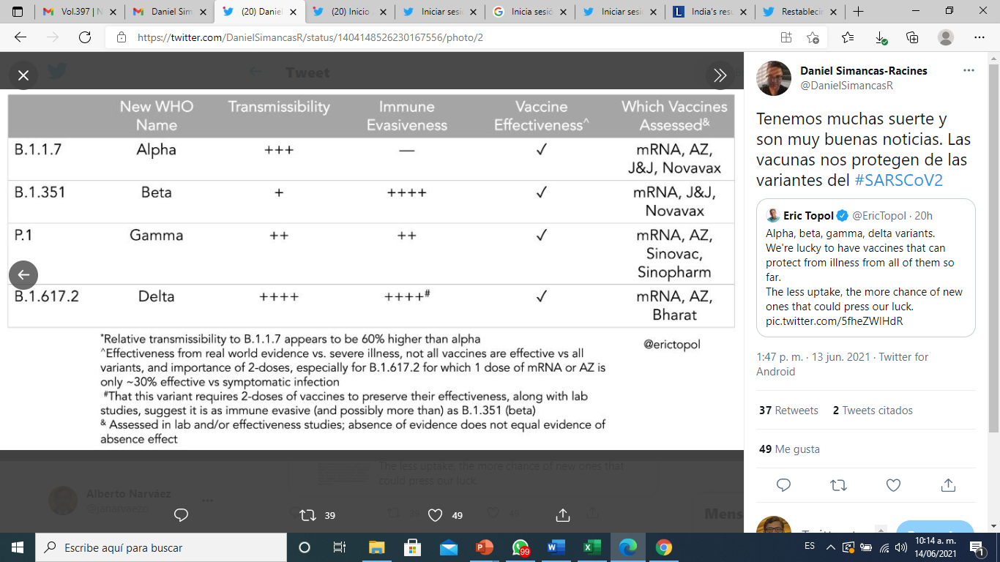 Vol.397 | N
Daniel Sim
(20) Daniel
(20) Inicio
Iniciar sesi
Inicia sesió
Iniciar sesi
India's resu
Restablecir
https://twitter.com/DanielSimancasR/status/1404148526230167556/photo/2
Tweet
New WHO Name
Transmissibility
Immune Evasiveness
Vaccine Effectiveness^
Which Vaccines Assessed&
B.1.1.7 Alpha +++ — ✓ mRNA, AZ,
J&J, Novavax
B.1.351 Beta + ++++ ✓ mRNA, J&J,
Novavax
P.1 Gamma ++ ++ ✓ mRNA, AZ,
Sinovac,
Sinopharm
B.1.617.2 Delta ++++ ++++# ✓ mRNA, AZ,
Bharat
*Relative transmissibility to B.1.1.7 appears to be 60% higher than alpha
^Effectiveness from real world evidence vs. severe illness, not all vaccines are effective vs all
variants, and importance of 2-doses, especially for B.1.617.2 for which 1 dose of mRNA or AZ is
only ~30% effective vs symptomatic infection
#That this variant requires 2-doses of vaccines to preserve their effectiveness, along with lab
studies, suggest it is as immune evasive (and possibly more than) as B.1.351 (beta)
& Assessed in lab and/or effectiveness studies; absence of evidence does not equal evidence of
absence effect
@erictopol
The less uptake, the more chance of new ones that
could press our luck.
Alberto Narváez
@janarvaezo
39
49
Mens
Daniel Simancas-Racines
@DanielSimancasR
Tenemos muchas suerte y
son muy buenas noticias. Las
vacunas nos protegen de las
variantes del #SARSCoV2
Eric Topol @EricTopol · 20h
Alpha, beta, gamma, delta variants.
We're lucky to have vaccines that can
protect from illness from all of them so
far.
The less uptake, the more chance of new
ones that could press our luck.
pic.twitter.com/5fheZWlHdR
1:47 p. m. · 13 jun. 2021 · Twitter for
Android
37 Retweets 2 Tweets citados
49 Me gusta
Escribe aquí para buscar
99
ES
10:14 a. m.
14/06/2021
1